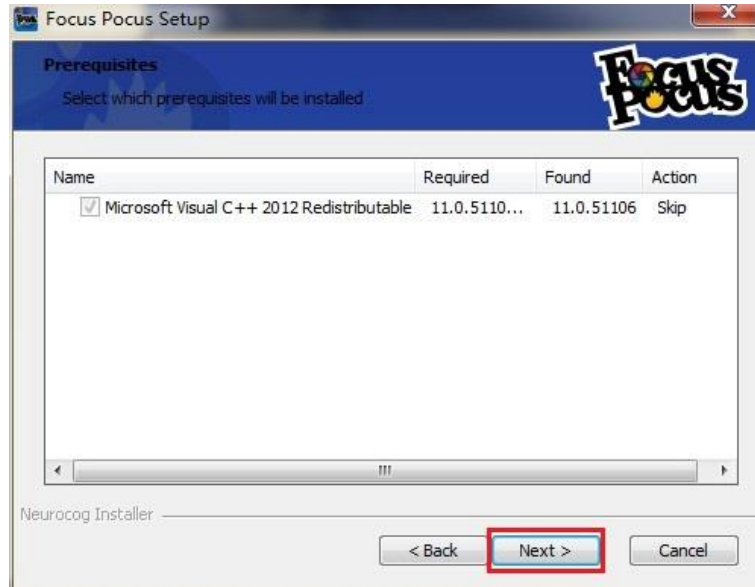 Focus Pocus Setup
Prerequisites
Select which prerequisites will be installed
Focus
Pocus
Name Required Found Action
Microsoft Visual C++ 2012 Redistributable 11.0.5110... 11.0.51106 Skip
Neurocog Installer
< Back Next > Cancel